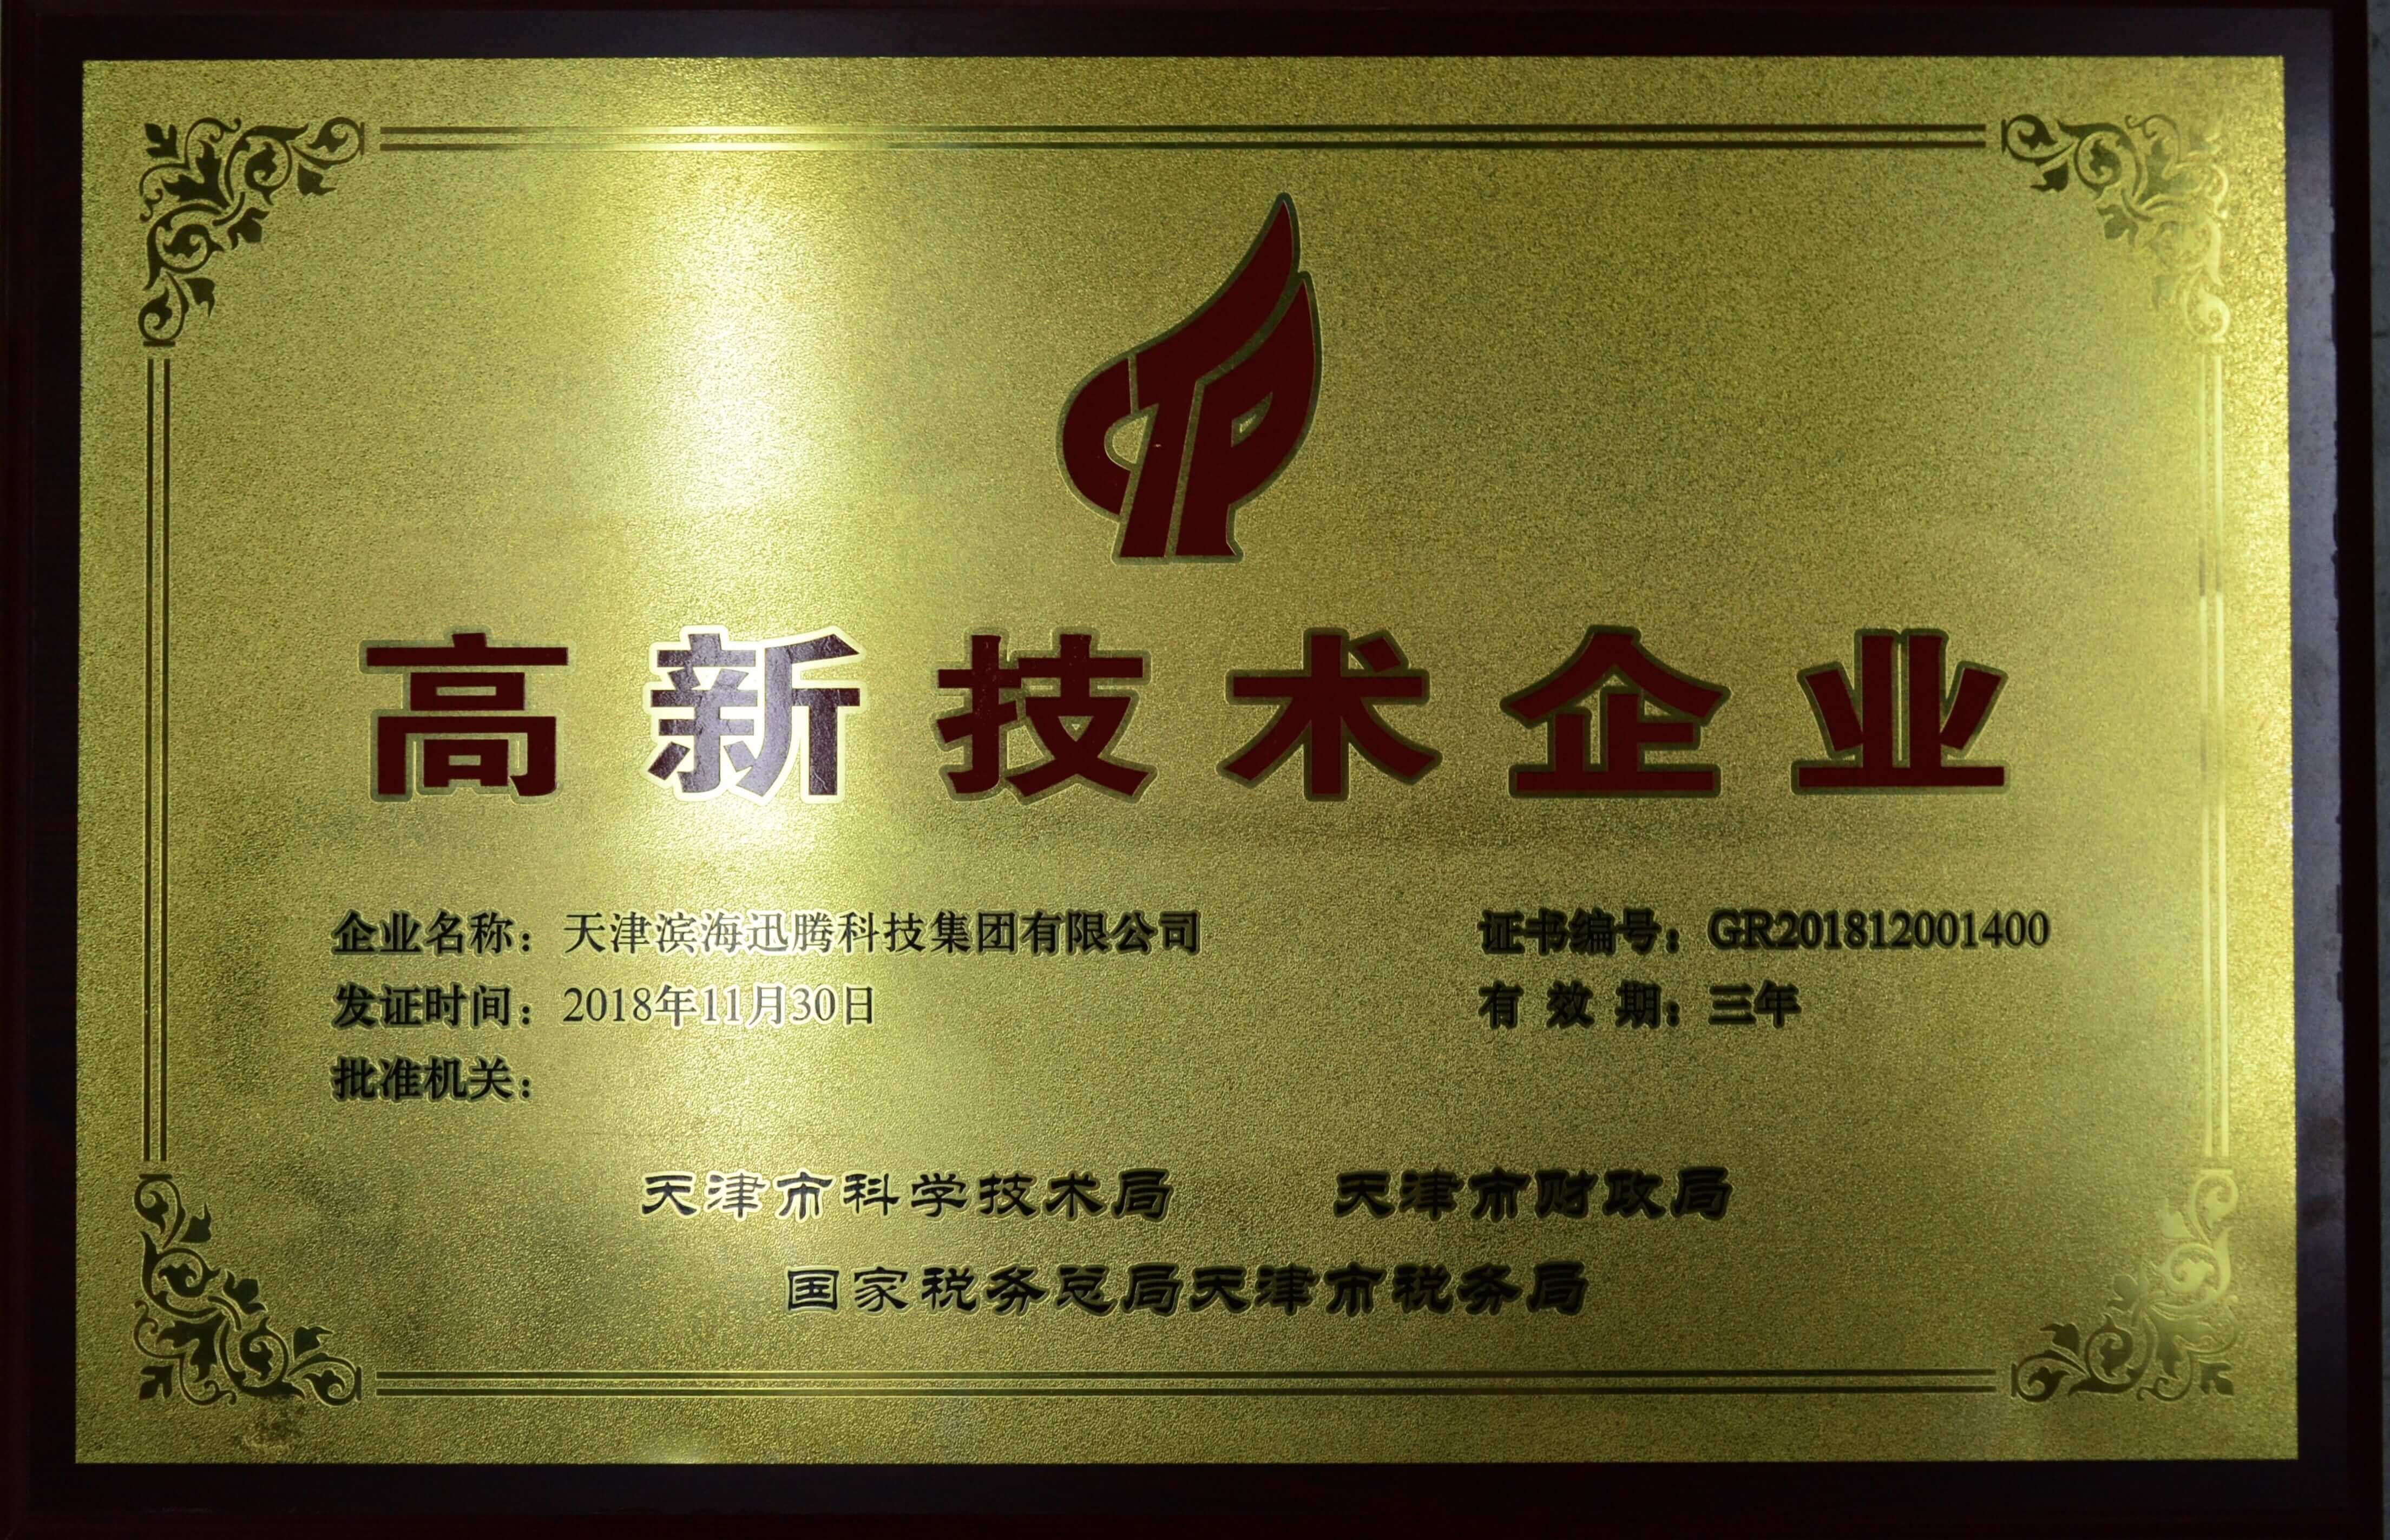 高新技术企业
企业名称：天津滨海迅腾科技集团有限公司 证书编号：GR201812001400
发证时间：2018年11月30日 有效期：三年
批准机关：
天津市科学技术局 天津市财政局
国家税务总局天津市税务局